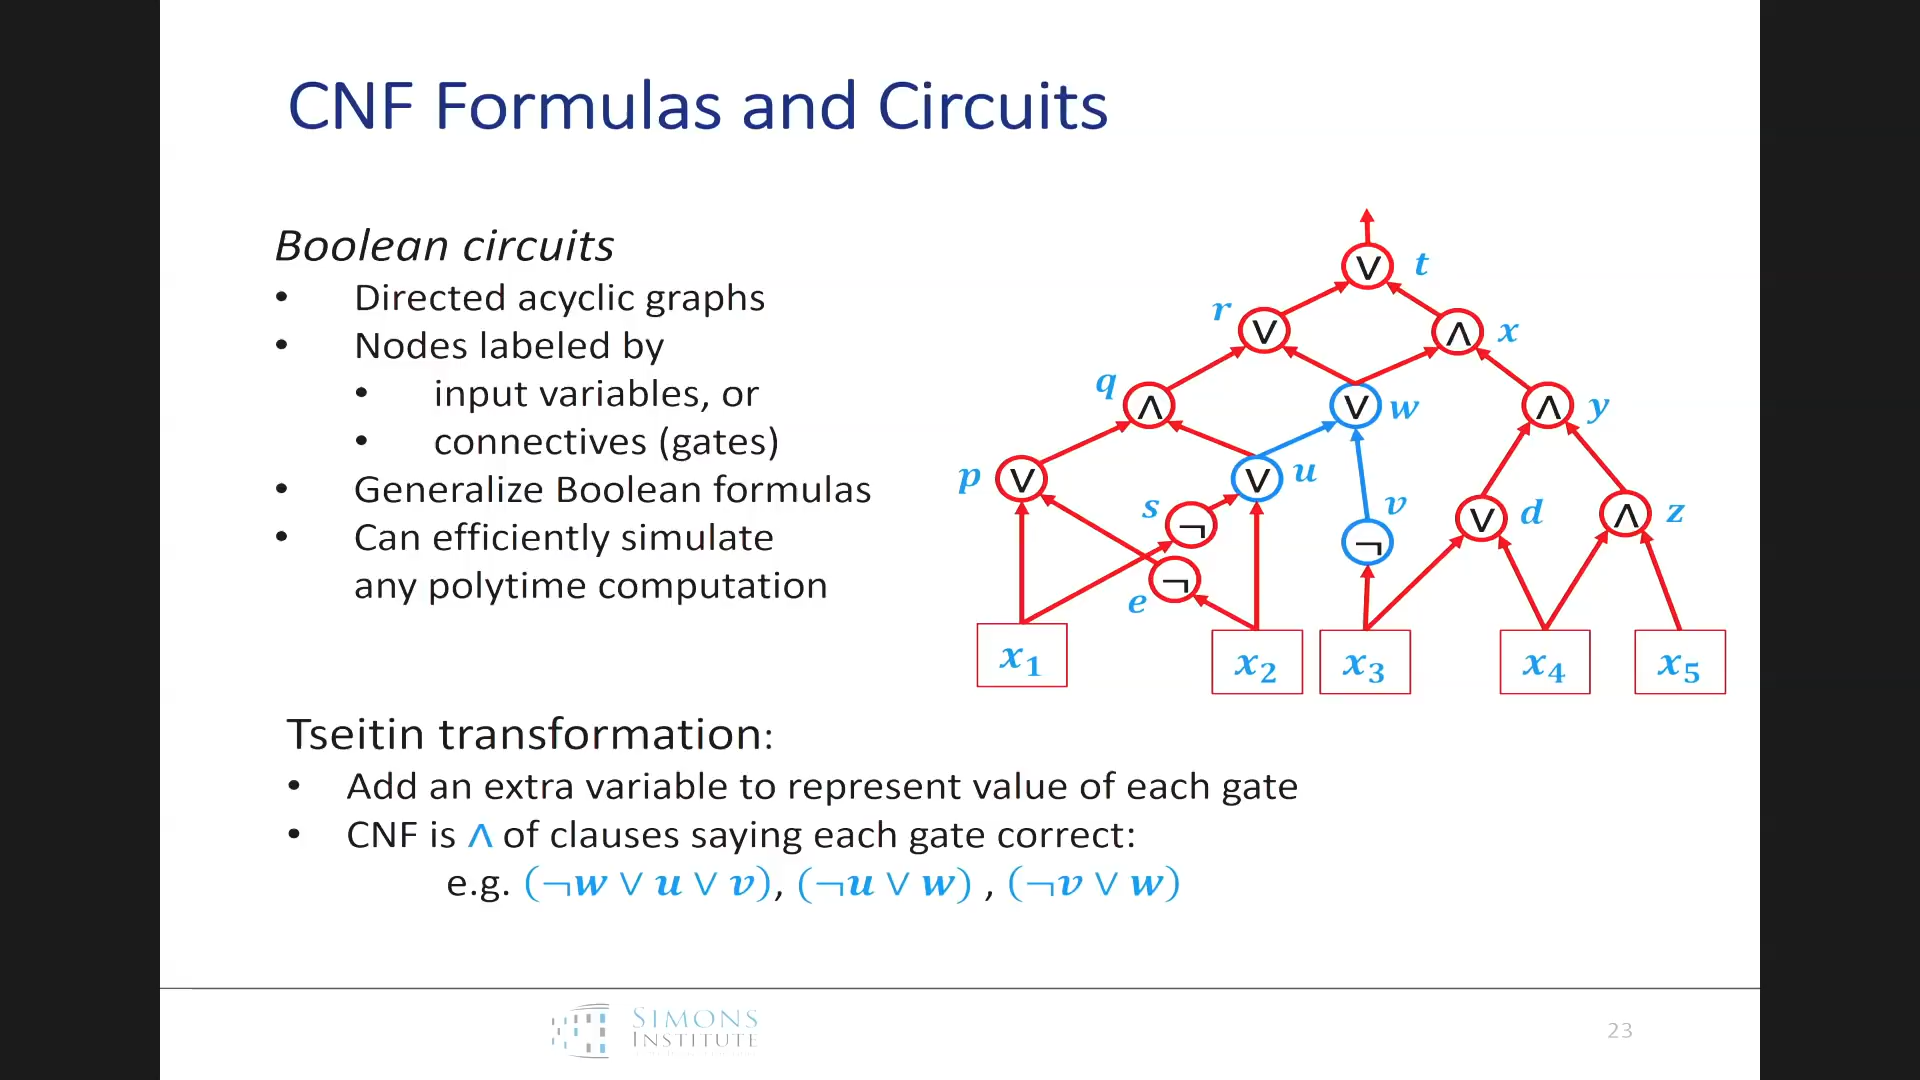 CNF Formulas and Circuits
Boolean circuits
• Directed acyclic graphs
• Nodes labeled by
• input variables, or
• connectives (gates)
• Generalize Boolean formulas
• Can efficiently simulate
any polytime computation
∨ t
r ∨
∧ x
q ∧
∨ w
∧ y
p ∨
∨ u
s ¬
v ¬
∨ d
∧ z
e ¬
x₁
x₂
x₃
x₄
x₅
Tseitin transformation:
• Add an extra variable to represent value of each gate
• CNF is ∧ of clauses saying each gate correct:
e.g. (¬w ∨ u ∨ v), (¬u ∨ w) , (¬v ∨ w)
SIMONS
INSTITUTE
23